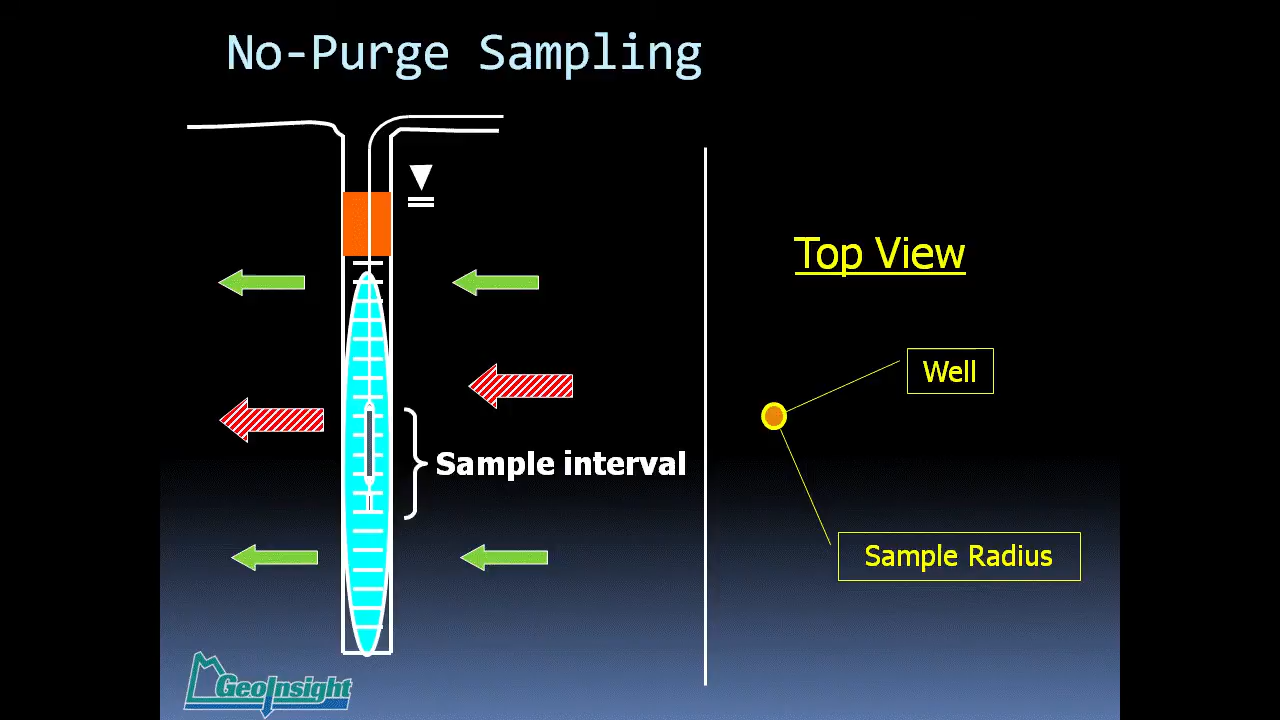 No-Purge Sampling
Top View
Well
Sample interval
Sample Radius
GeoInsight